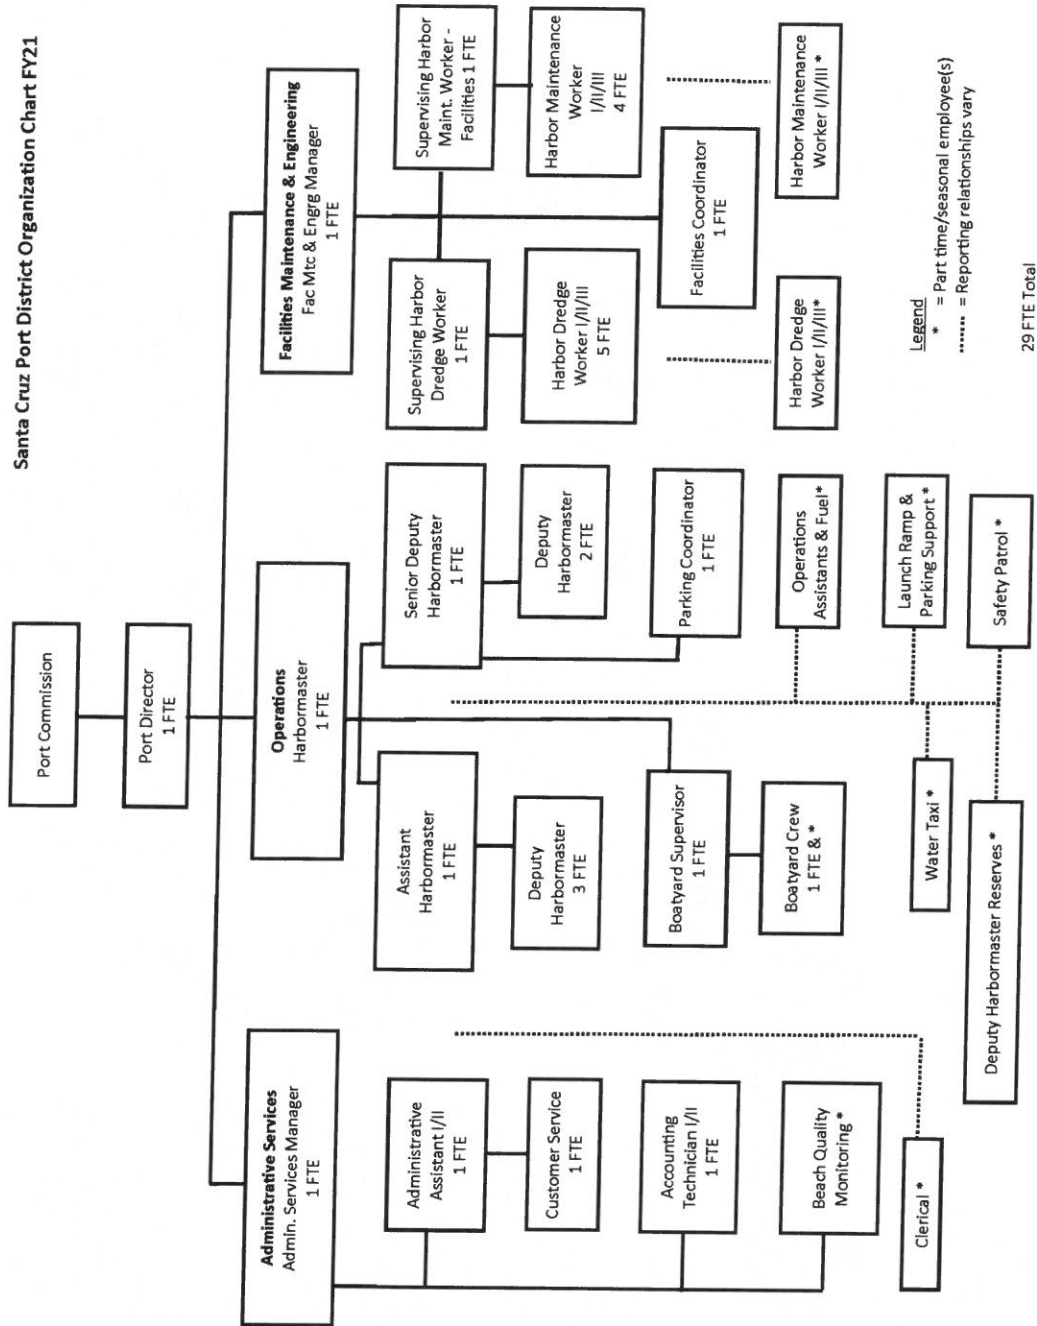 Santa Cruz Port District Organization Chart FY21
Port Commission
Port Director
1 FTE
Administrative Services
Admin. Services Manager
1 FTE
Operations
Harbormaster
1 FTE
Facilities Maintenance & Engineering
Fac Mtc & Engrg Manager
1 FTE
Administrative
Assistant I/II
1 FTE
Customer Service
1 FTE
Accounting
Technician I/II
1 FTE
Beach Quality
Monitoring *
Clerical *
Assistant
Harbormaster
1 FTE
Deputy
Harbormaster
3 FTE
Boatyard Supervisor
1 FTE
Boatyard Crew
1 FTE & *
Water Taxi *
Deputy Harbormaster Reserves *
Senior Deputy
Harbormaster
1 FTE
Deputy
Harbormaster
2 FTE
Parking Coordinator
1 FTE
Operations
Assistants & Fuel*
Launch Ramp &
Parking Support *
Safety Patrol *
Supervising Harbor
Dredge Worker
1 FTE
Harbor Dredge
Worker I/II/III
5 FTE
Supervising Harbor
Maint. Worker -
Facilities 1 FTE
Harbor Maintenance
Worker
I/II/III
4 FTE
Facilities Coordinator
1 FTE
Harbor Dredge
Worker I/II/III*
Harbor Maintenance
Worker I/II/III *
Legend
* = Part time/seasonal employee(s)
...... = Reporting relationships vary
29 FTE Total